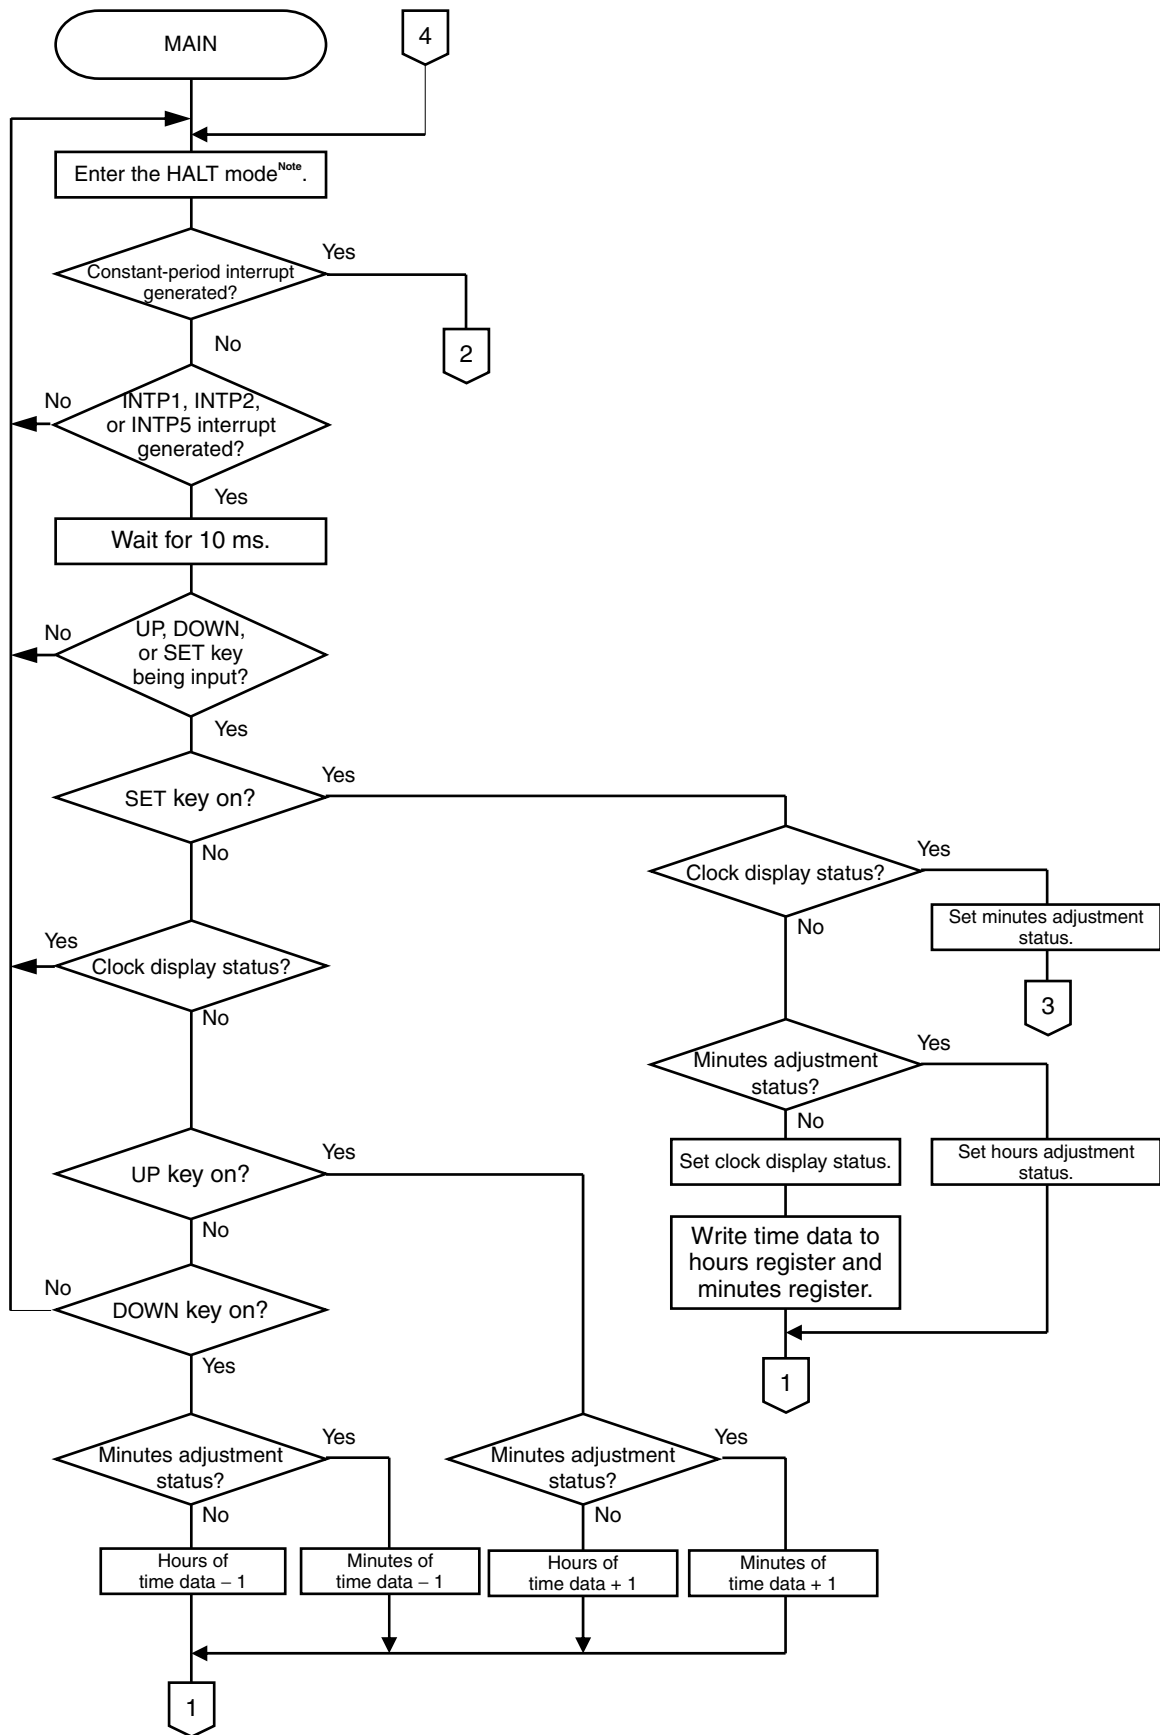 MAIN
4
Enter the HALT mode^Note.
Yes
Constant-period interrupt
generated?
No
2
No
INTP1, INTP2,
or INTP5 interrupt
generated?
Yes
Wait for 10 ms.
No
UP, DOWN,
or SET key
being input?
Yes
Yes
SET key on?
No
Yes
Clock display status?
No
Set minutes adjustment
status.
3
Yes
Clock display status?
No
Yes
Minutes adjustment
status?
No
Set clock display status.
Set hours adjustment
status.
Write time data to
hours register and
minutes register.
1
Yes
UP key on?
No
No
DOWN key on?
Yes
Yes
Minutes adjustment
status?
No
Yes
Minutes adjustment
status?
No
Hours of
time data – 1
Minutes of
time data – 1
Hours of
time data + 1
Minutes of
time data + 1
1